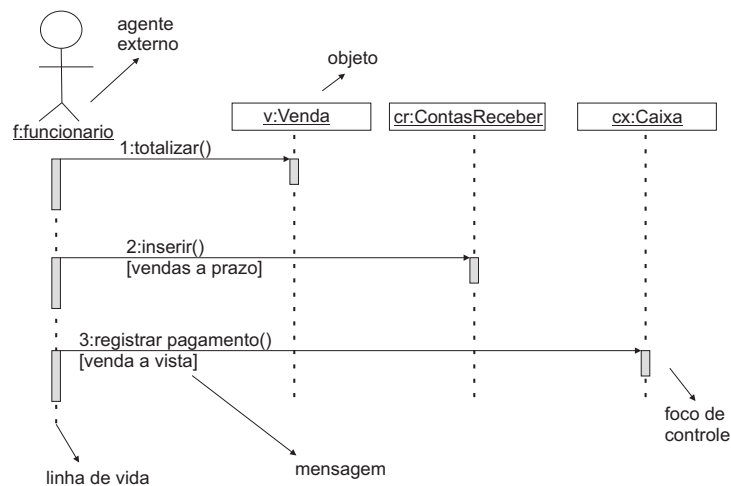 agente
externo
objeto
f:funcionario
v:Venda
cr:ContasReceber
cx:Caixa
1:totalizar()
2:inserir()
[vendas a prazo]
3:registrar pagamento()
[venda a vista]
foco de
controle
linha de vida
mensagem